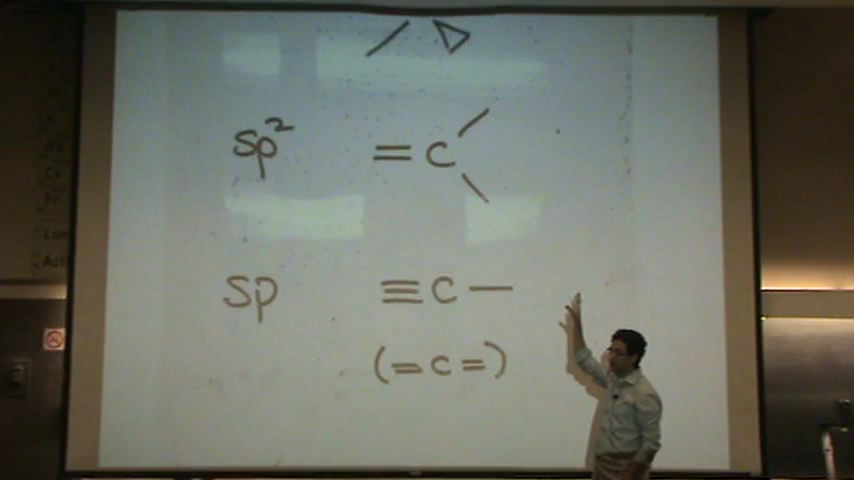 sp² =C
sp ≡C—
(=C=)